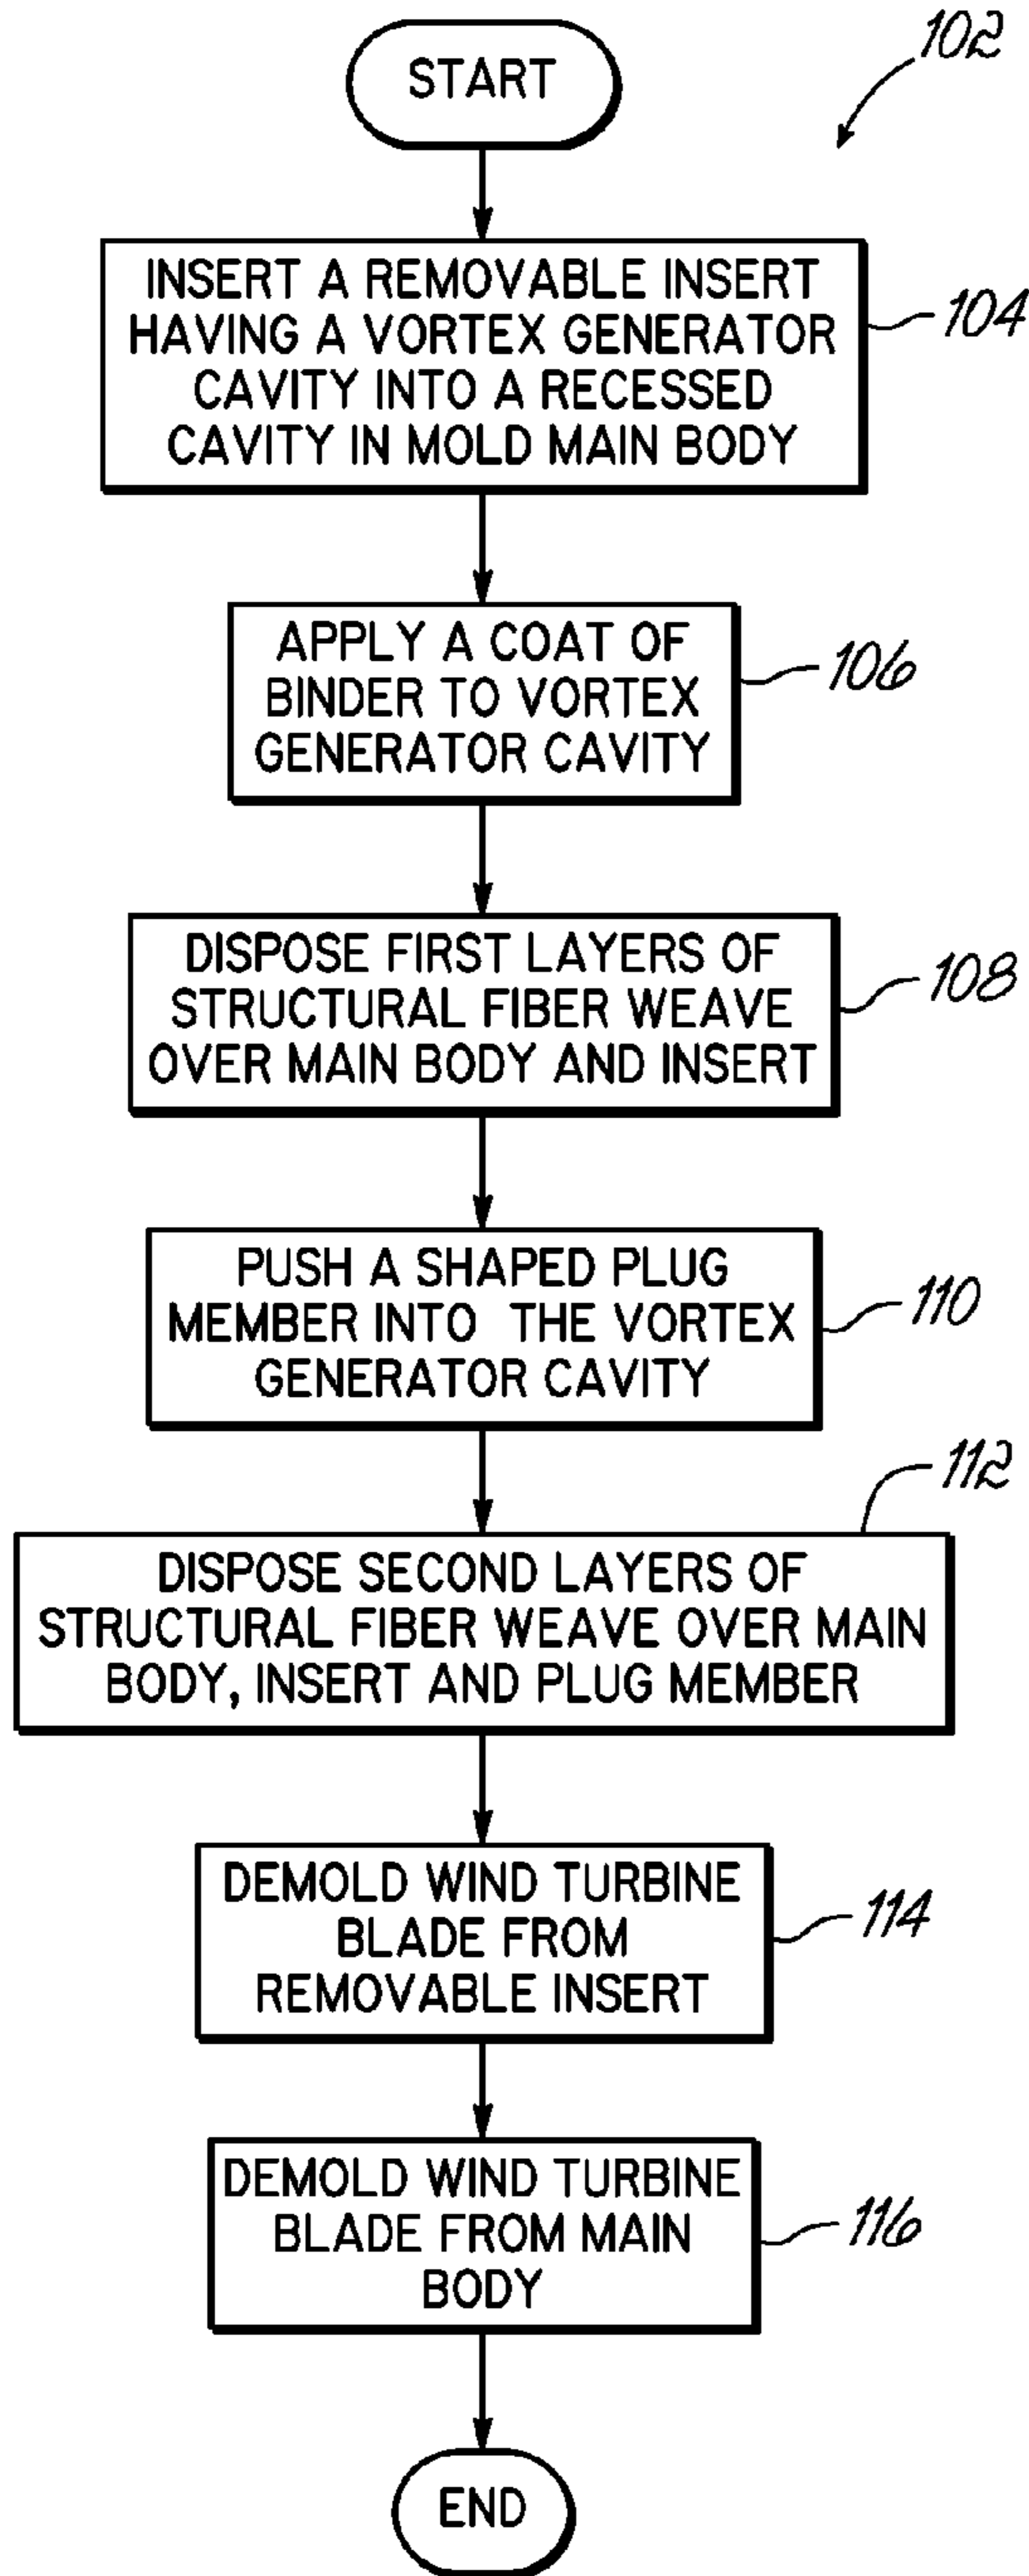 START
102
INSERT A REMOVABLE INSERT
HAVING A VORTEX GENERATOR
CAVITY INTO A RECESSED
CAVITY IN MOLD MAIN BODY
104
APPLY A COAT OF
BINDER TO VORTEX
GENERATOR CAVITY
106
DISPOSE FIRST LAYERS OF
STRUCTURAL FIBER WEAVE
OVER MAIN BODY AND INSERT
108
PUSH A SHAPED PLUG
MEMBER INTO THE VORTEX
GENERATOR CAVITY
110
112
DISPOSE SECOND LAYERS OF
STRUCTURAL FIBER WEAVE OVER MAIN
BODY, INSERT AND PLUG MEMBER
DEMOLD WIND TURBINE
BLADE FROM
REMOVABLE INSERT
114
DEMOLD WIND TURBINE
BLADE FROM MAIN
BODY
116
END